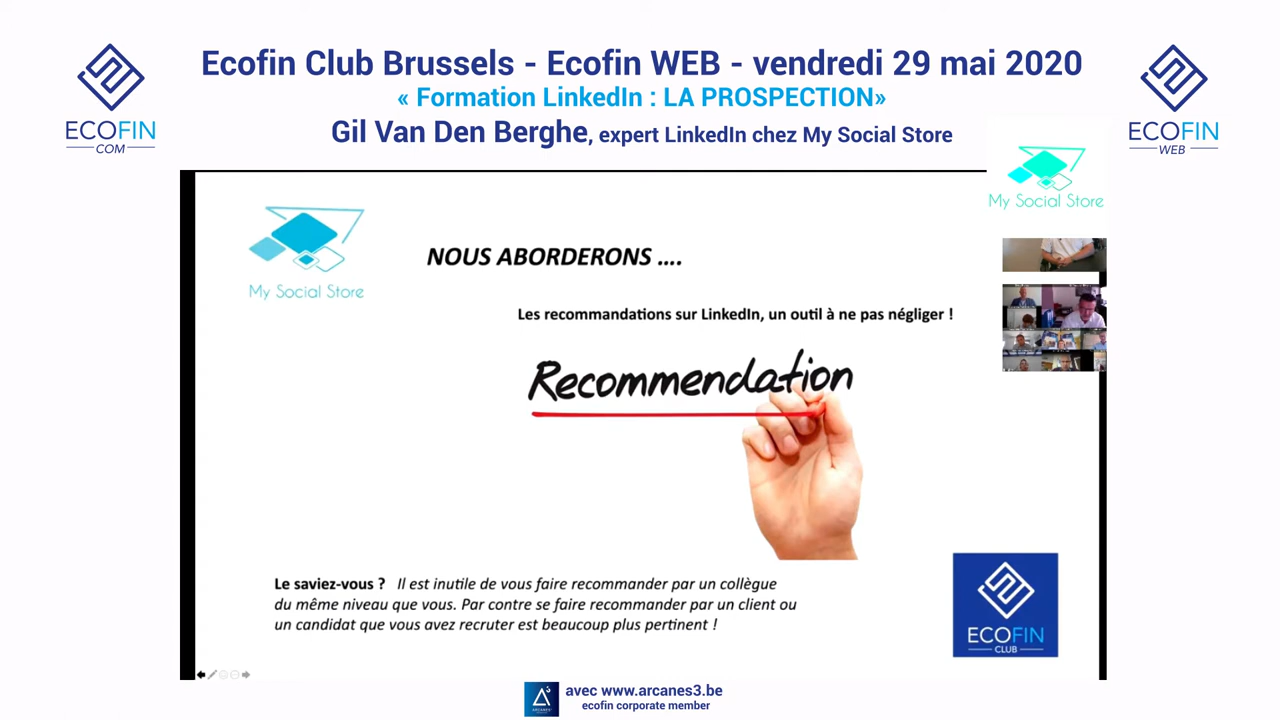 Ecofin Club Brussels - Ecofin WEB - vendredi 29 mai 2020
« Formation LinkedIn : LA PROSPECTION»
Gil Van Den Berghe, expert LinkedIn chez My Social Store
ECOFIN
COM
ECOFIN
WEB
My Social Store
My Social Store
NOUS ABORDERONS ....
Les recommandations sur LinkedIn, un outil à ne pas négliger !
Recommendation
Le saviez-vous ? Il est inutile de vous faire recommander par un collègue
du même niveau que vous. Par contre se faire recommander par un client ou
un candidat que vous avez recruter est beaucoup plus pertinent !
ECOFIN
CLUB
ARCANES
avec www.arcanes3.be
ecofin corporate member